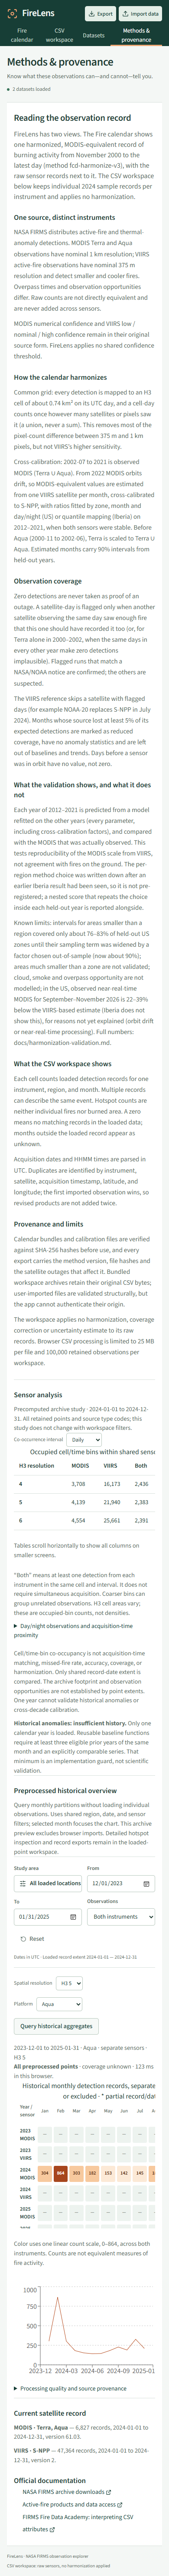 FireLens
Export
Import data
Fire calendar
CSV workspace
Datasets
Methods & provenance
Methods & provenance
Know what these observations can—and cannot—tell you.
2 datasets loaded
Reading the observation record
FireLens has two views. The Fire calendar shows
one harmonized, MODIS-equivalent record of
burning activity from November 2000 to the
latest day (method fcd-harmonize-v3), with the
raw sensor records next to it. The CSV workspace
below keeps individual 2024 sample records per
instrument and applies no harmonization.
One source, distinct instruments
NASA FIRMS distributes active-fire and thermal-
anomaly detections. MODIS Terra and Aqua
observations have nominal 1 km resolution; VIIRS
active-fire observations have nominal 375 m
resolution and detect smaller and cooler fires.
Overpass times and observation opportunities
differ. Raw counts are not directly equivalent and
are never added across sensors.
MODIS numerical confidence and VIIRS low /
nominal / high confidence remain in their original
source form. FireLens applies no shared confidence
threshold.
How the calendar harmonizes
Common grid: every detection is mapped to an H3
cell of about 0.74 km² on its UTC day, and a cell-day
counts once however many satellites or pixels saw
it (a union, never a sum). This removes most of the
pixel-count difference between 375 m and 1 km
pixels, but not VIIRS's higher sensitivity.
Cross-calibration: 2002-07 to 2021 is observed
MODIS (Terra ∪ Aqua). From 2022 MODIS orbits
drift, so MODIS-equivalent values are estimated
from one VIIRS satellite per month, cross-calibrated
to S-NPP, with ratios fitted by zone, month and
day/night (US) or quantile mapping (Iberia) on
2012–2021, when both sensors were stable. Before
Aqua (2000-11 to 2002-06), Terra is scaled to Terra ∪
Aqua. Estimated months carry 90% intervals from
held-out years.
Observation coverage
Zero detections are never taken as proof of an
outage. A satellite-day is flagged only when another
satellite observing the same day saw enough fire
that this one should have recorded it too (or, for
Terra alone in 2000–2002, when the same days in
every other year make zero detections
implausible). Flagged runs that match a
NASA/NOAA notice are confirmed; the others are
suspected.
The VIIRS reference skips a satellite with flagged
days (for example NOAA-20 replaces S-NPP in July
2024). Months whose source lost at least 5% of its
expected detections are marked as reduced
coverage, have no anomaly statistics and are left
out of baselines and trends. Days before a sensor
was in orbit have no value, not zero.
What the validation shows, and what it does
not
Each year of 2012–2021 is predicted from a model
refitted on the other years (every parameter,
including cross-calibration factors), and compared
with the MODIS that was actually observed. This
tests reproducibility of the MODIS scale from VIIRS,
not agreement with fires on the ground. The per-
region method choice was written down after an
earlier Iberia result had been seen, so it is not pre-
registered; a nested score that repeats the choice
inside each held-out year is reported alongside.
Known limits: intervals for areas smaller than a
region covered only about 76–83% of held-out US
zones until their sampling term was widened by a
factor chosen out-of-sample (now about 90%);
areas much smaller than a zone are not validated;
cloud, smoke and overpass opportunity are not
modelled; in the US, observed near real-time
MODIS for September–November 2026 is 22–39%
below the VIIRS-based estimate (Iberia does not
show this), for reasons not yet explained (orbit drift
or near-real-time processing). Full numbers:
docs/harmonization-validation.md.
What the CSV workspace shows
Each cell counts loaded detection records for one
instrument, region, and month. Multiple records
can describe the same event. Hotspot counts are
neither individual fires nor burned area. A zero
means no matching records in the loaded data;
months outside the loaded record appear as
unknown.
Acquisition dates and HHMM times are parsed in
UTC. Duplicates are identified by instrument,
satellite, acquisition timestamp, latitude, and
longitude; the first imported observation wins, so
revised products are not added twice.
Provenance and limits
Calendar bundles and calibration files are verified
against SHA-256 hashes before use, and every
export carries the method version, file hashes and
the satellite outages that affect it. Bundled
workspace archives retain their original CSV bytes;
user-imported files are validated structurally, but
the app cannot authenticate their origin.
The workspace applies no harmonization, coverage
correction or uncertainty estimate to its raw
records. Browser CSV processing is limited to 25 MB
per file and 100,000 retained observations per
workspace.
Sensor analysis
Precomputed archive study · 2024-01-01 to 2024-12-
31. All retained points and source type codes; this
study does not change with workspace filters.
Co-occurrence interval
Daily
Occupied cell/time bins within shared senso
H3 resolution MODIS VIIRS Both
4 3,708 16,173 2,436
5 4,139 21,940 2,383
6 4,554 25,661 2,391
Tables scroll horizontally to show all columns on
smaller screens.
"Both" means at least one detection from each
instrument in the same cell and interval. It does not
require simultaneous acquisition. Coarser bins can
group unrelated observations. H3 cell areas vary;
these are occupied-bin counts, not densities.
Day/night observations and acquisition-time
proximity
Cell/time-bin co-occupancy is not acquisition-time
matching, missed-fire rate, accuracy, coverage, or
harmonization. Only shared record-date extent is
compared. The archive footprint and observation
opportunities are not established by point extents.
One year cannot validate historical anomalies or
cross-decade calibration.
Historical anomalies: insufficient history. Only one
calendar year is loaded. Reusable baseline functions
require at least three eligible prior years of the same
month and an explicitly comparable series. That
minimum is an implementation guard, not scientific
validation.
Preprocessed historical overview
Query monthly partitions without loading individual
observations. Uses shared region, date, and sensor
filters; selected month focuses the chart. This archive
preview excludes browser imports. Detailed hotspot
inspection and record exports remain in the loaded-
point workspace.
Study area
All loaded locations
From
12/01/2023
To
01/31/2025
Observations
Both instruments
Reset
Dates in UTC · Loaded record extent 2024-01-01 — 2024-12-31
Spatial resolution
H3 5
Platform
Aqua
Query historical aggregates
2023-12-01 to 2025-01-31 · Aqua · separate sensors ·
H3 5
All preprocessed points · coverage unknown · 123 ms
in this browser.
Historical monthly detection records, separate
or excluded · * partial record/dat
Year / sensor Jan Feb Mar Apr May Jun Jul
2023 MODIS — — — — — — —
2023 VIIRS — — — — — — —
2024 MODIS 304 864 303 182 153 142 145
2024 VIIRS — — — — — — —
2025 MODIS — — — — — — —
Color uses one linear count scale, 0–864, across both
instruments. Counts are not equivalent measures of
fire activity.
1000
750
500
250
0
2023-12 2024-03 2024-06 2024-09 2025-01
Processing quality and source provenance
Current satellite record
MODIS · Terra, Aqua — 6,827 records, 2024-01-01 to
2024-12-31, version 61.03.
VIIRS · S-NPP — 47,364 records, 2024-01-01 to 2024-
12-31, version 2.
Official documentation
NASA FIRMS archive downloads
Active-fire products and data access
FIRMS Fire Data Academy: interpreting CSV
attributes
FireLens · NASA FIRMS observation explorer
CSV workspace: raw sensors, no harmonization applied